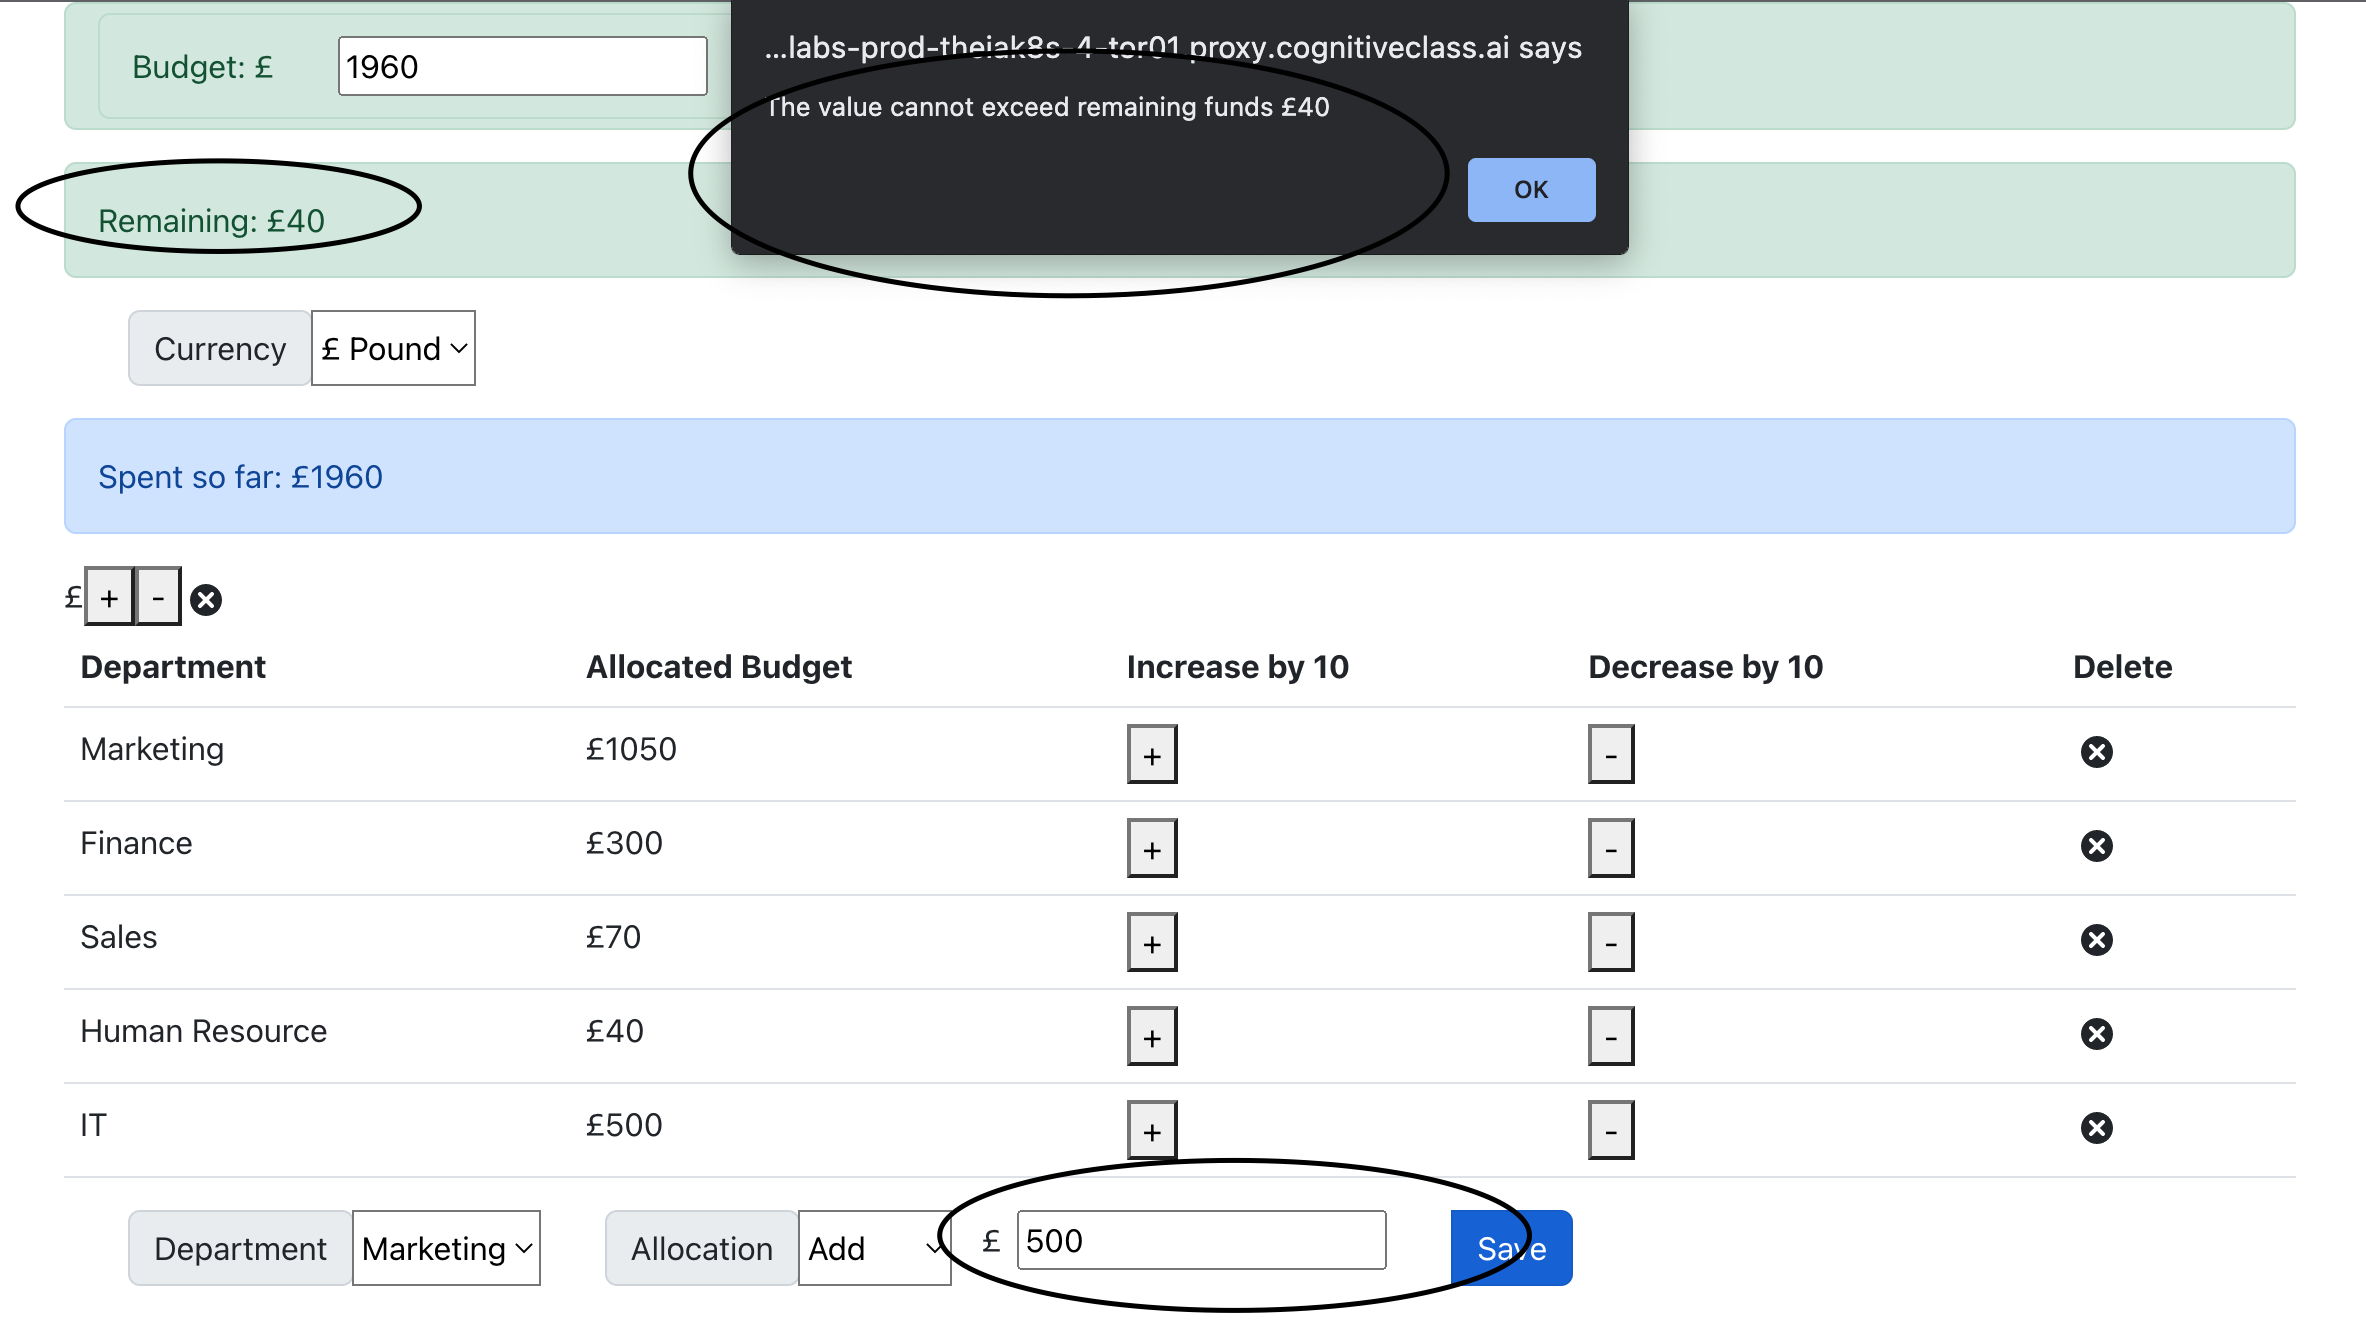 ...labs-prod-theiak8s-4-tor01.proxy.cognitiveclass.ai says
The value cannot exceed remaining funds £40
OK
Budget: £ 1960
Remaining: £40
Currency £ Pound
Spent so far: £1960
£ + -
Department Allocated Budget Increase by 10 Decrease by 10 Delete
Marketing £1050 + -
Finance £300 + -
Sales £70 + -
Human Resource £40 + -
IT £500 + -
Department Marketing Allocation Add £ 500 Save